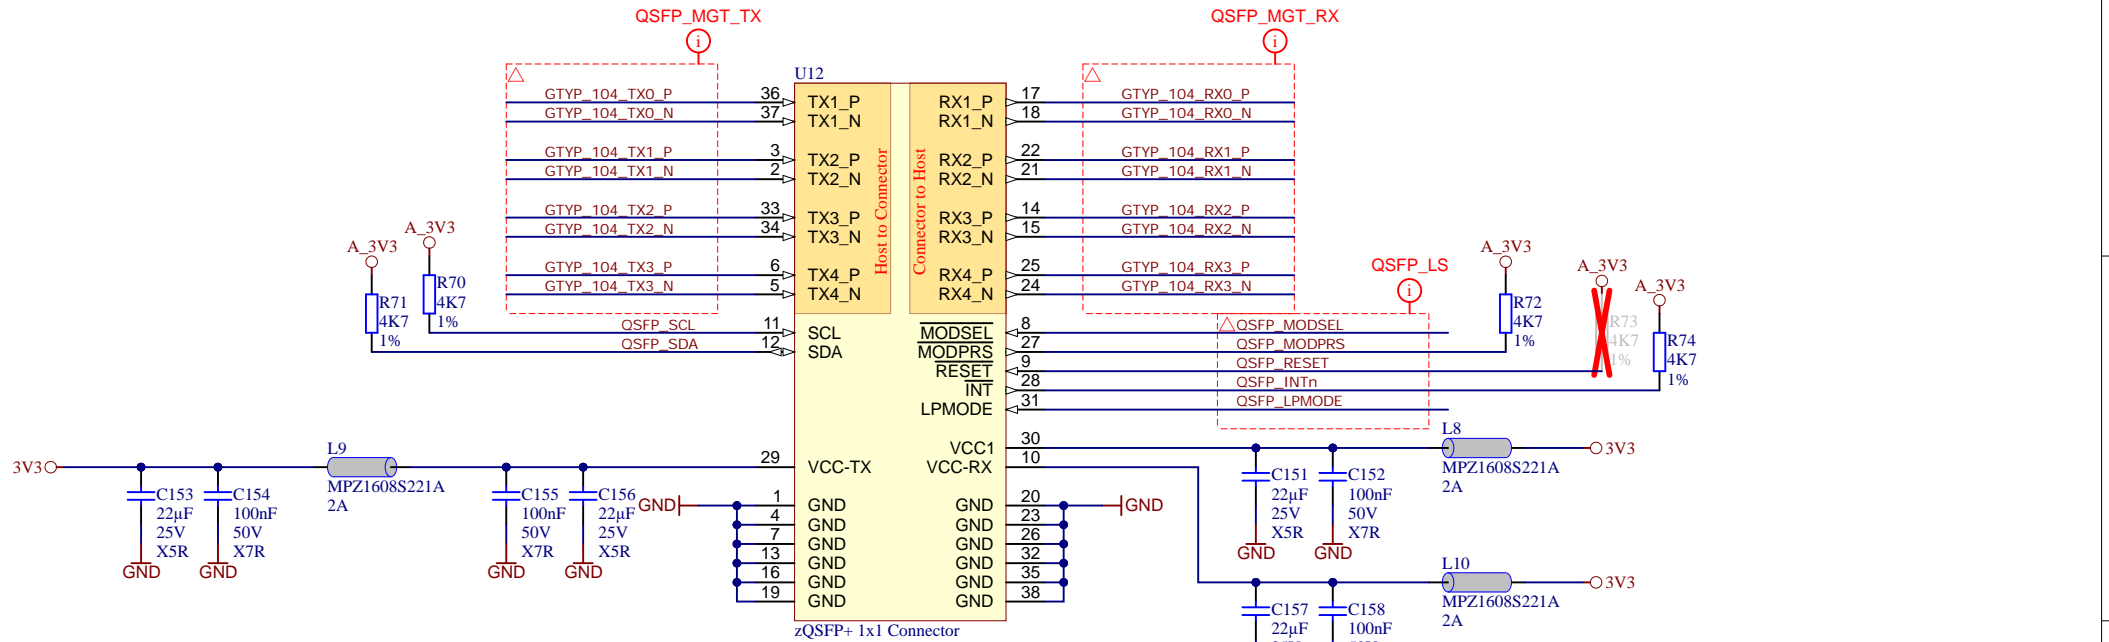 QSFP_MGT_TX
QSFP_MGT_RX
i
i
U12
GTYP_104_TX0_P 36 TX1_P RX1_P 17 GTYP_104_RX0_P
GTYP_104_TX0_N 37 TX1_N RX1_N 18 GTYP_104_RX0_N
GTYP_104_TX1_P 3 TX2_P RX2_P 22 GTYP_104_RX1_P
GTYP_104_TX1_N 2 TX2_N RX2_N 21 GTYP_104_RX1_N
GTYP_104_TX2_P 33 TX3_P RX3_P 14 GTYP_104_RX2_P
GTYP_104_TX2_N 34 TX3_N RX3_N 15 GTYP_104_RX2_N
GTYP_104_TX3_P 6 TX4_P RX4_P 25 GTYP_104_RX3_P
GTYP_104_TX3_N 5 TX4_N RX4_N 24 GTYP_104_RX3_N
Host to Connector
Connector to Host
A_3V3
R71
4K7
1%
A_3V3
R70
4K7
1%
QSFP_LS
i
QSFP_SCL 11 SCL MODSEL 8 QSFP_MODSEL
QSFP_SDA 12 SDA MODPRS 27 QSFP_MODPRS
RESET 9 QSFP_RESET
INT 28 QSFP_INTn
LPMODE 31 QSFP_LPMODE
A_3V3
R72
4K7
1%
A_3V3
R73
4K7
1%
A_3V3
R74
4K7
1%
VCC1 30
29 VCC-TX VCC-RX 10
3V3
L9
MPZ1608S221A
2A
C153
22µF
25V
X5R
GND
C154
100nF
50V
X7R
GND
C155
100nF
50V
X7R
GND
C156
22µF
25V
X5R
GND
GND
1 GND GND 20
4 GND GND 23
7 GND GND 26
13 GND GND 32
16 GND GND 35
19 GND GND 38
GND
L8
MPZ1608S221A
2A
3V3
C151
22µF
25V
X5R
GND
C152
100nF
50V
X7R
GND
L10
MPZ1608S221A
2A
3V3
C157
22µF
C158
100nF
zQSFP+ 1x1 Connector